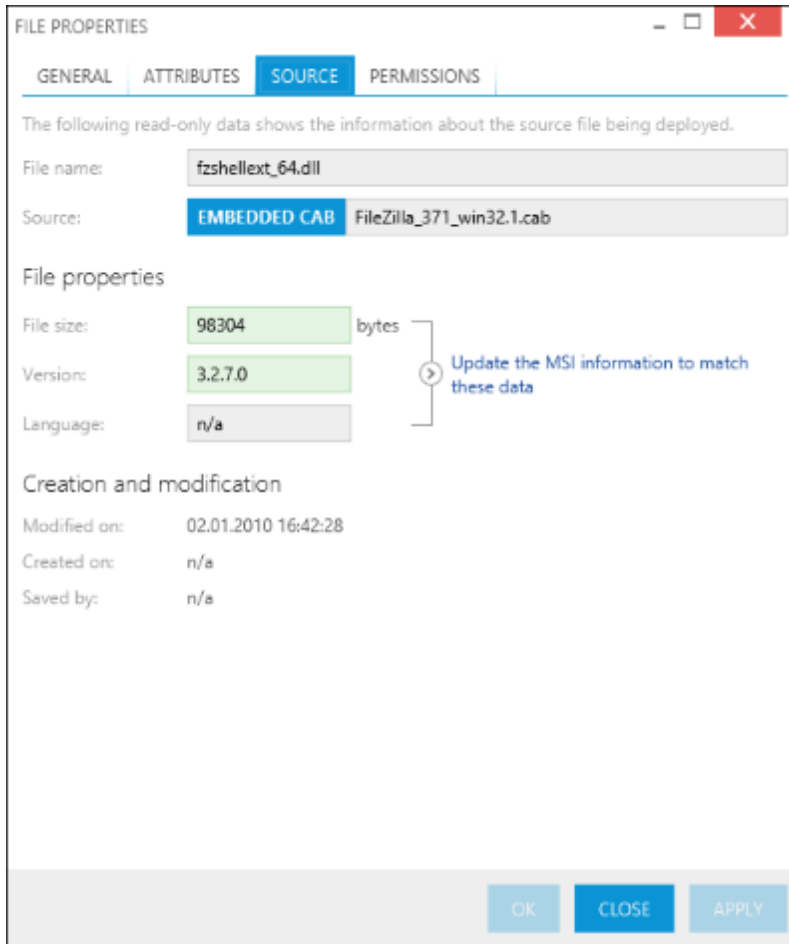 FILE PROPERTIES
GENERAL ATTRIBUTES SOURCE PERMISSIONS
The following read-only data shows the information about the source file being deployed.
File name: fzshellext_64.dll
Source: EMBEDDED CAB FileZilla_371_win32.1.cab
File properties
File size: 98304 bytes
Version: 3.2.7.0
Update the MSI information to match
these data
Language: n/a
Creation and modification
Modified on: 02.01.2010 16:42:28
Created on: n/a
Saved by: n/a
OK CLOSE APPLY